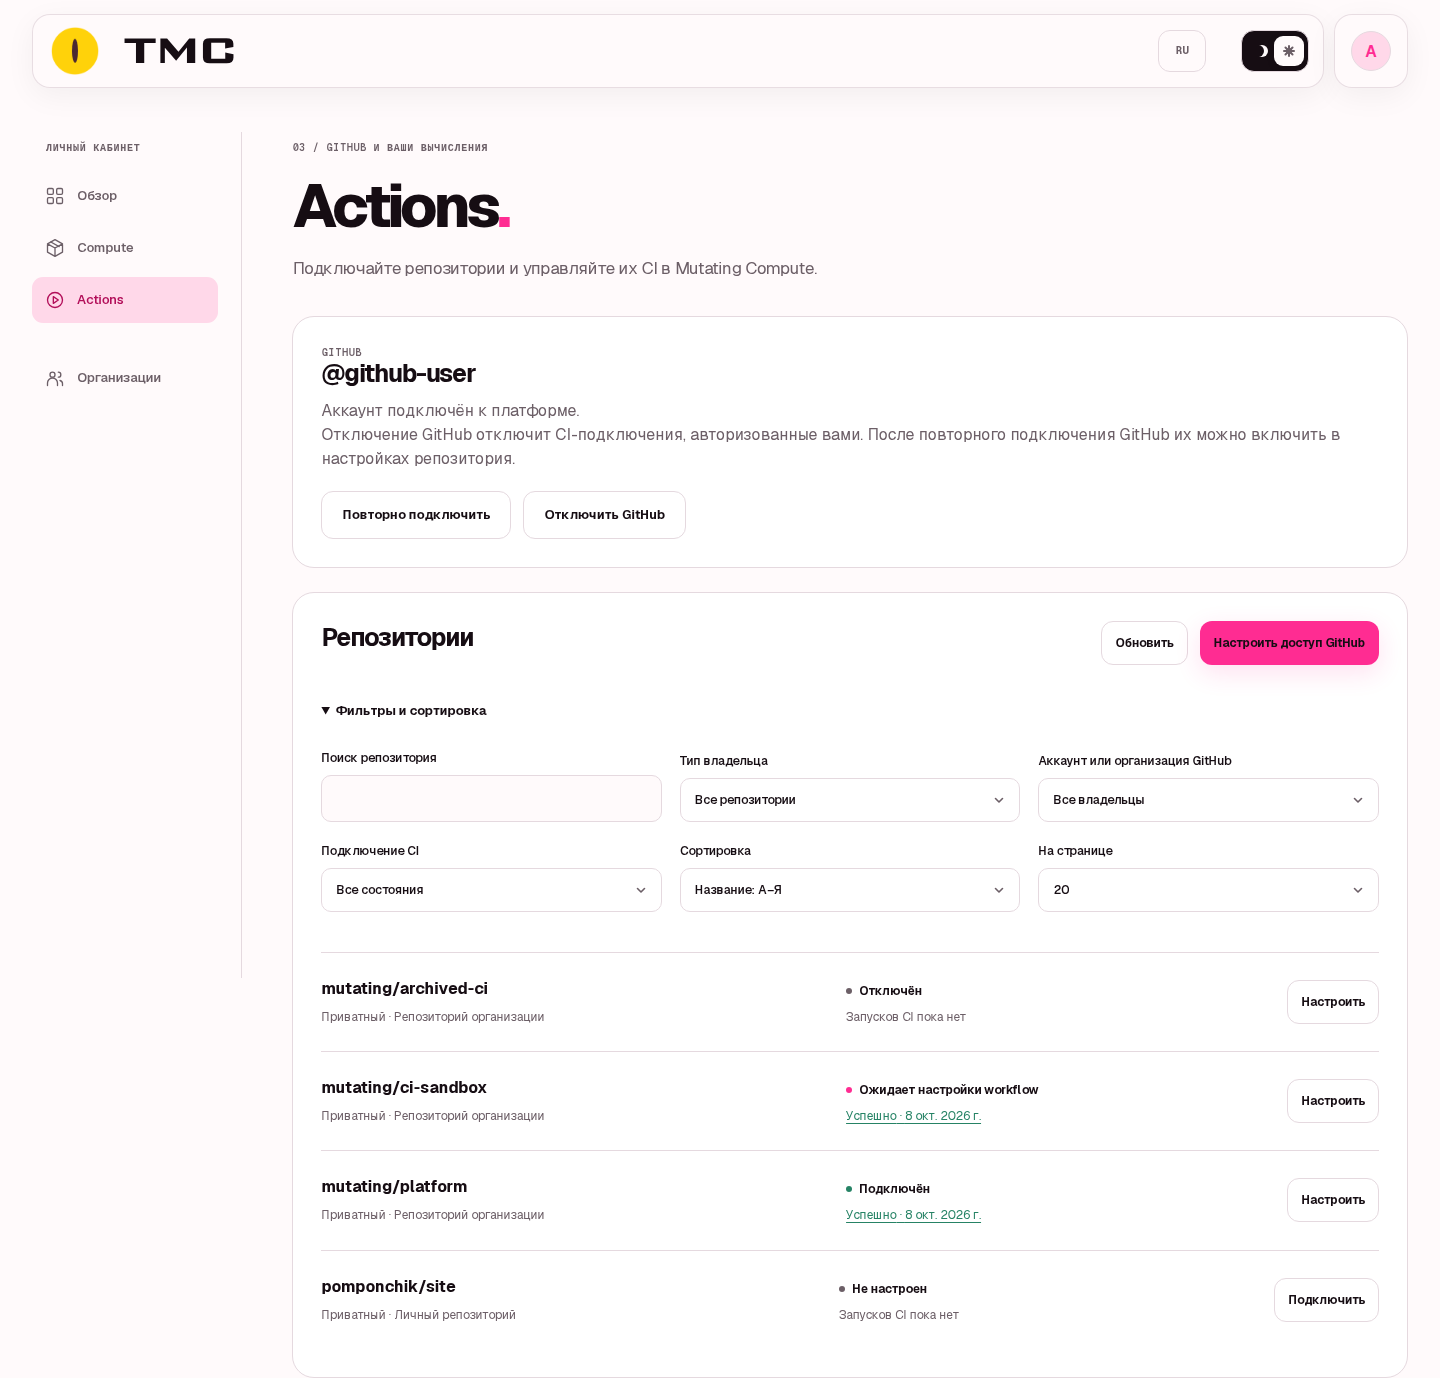 TMC
RU
A
ЛИЧНЫЙ КАБИНЕТ
Обзор
Compute
Actions
Организации
03 / GITHUB И ВАШИ ВЫЧИСЛЕНИЯ
Actions.
Подключайте репозитории и управляйте их CI в Mutating Compute.
GITHUB
@github-user
Аккаунт подключён к платформе.
Отключение GitHub отключит CI-подключения, авторизованные вами. После повторного подключения GitHub их можно включить в
настройках репозитория.
Повторно подключить
Отключить GitHub
Репозитории
Обновить
Настроить доступ GitHub
Фильтры и сортировка
Поиск репозитория
Тип владельца
Аккаунт или организация GitHub
Все репозитории
Все владельцы
Подключение CI
Сортировка
На странице
Все состояния
Название: А–Я
20
mutating/archived-ci
Отключён
Настроить
Приватный · Репозиторий организации
Запусков CI пока нет
mutating/ci-sandbox
Ожидает настройки workflow
Настроить
Приватный · Репозиторий организации
Успешно · 8 окт. 2026 г.
mutating/platform
Подключён
Настроить
Приватный · Репозиторий организации
Успешно · 8 окт. 2026 г.
pomponchik/site
Не настроен
Подключить
Приватный · Личный репозиторий
Запусков CI пока нет